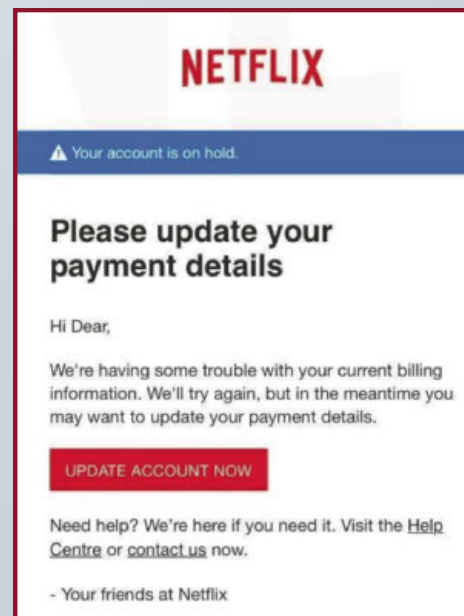 NETFLIX
Your account is on hold.
Please update your
payment details
Hi Dear,
We're having some trouble with your current billing
information. We'll try again, but in the meantime you
may want to update your payment details.
UPDATE ACCOUNT NOW
Need help? We're here if you need it. Visit the Help
Centre or contact us now.
- Your friends at Netflix